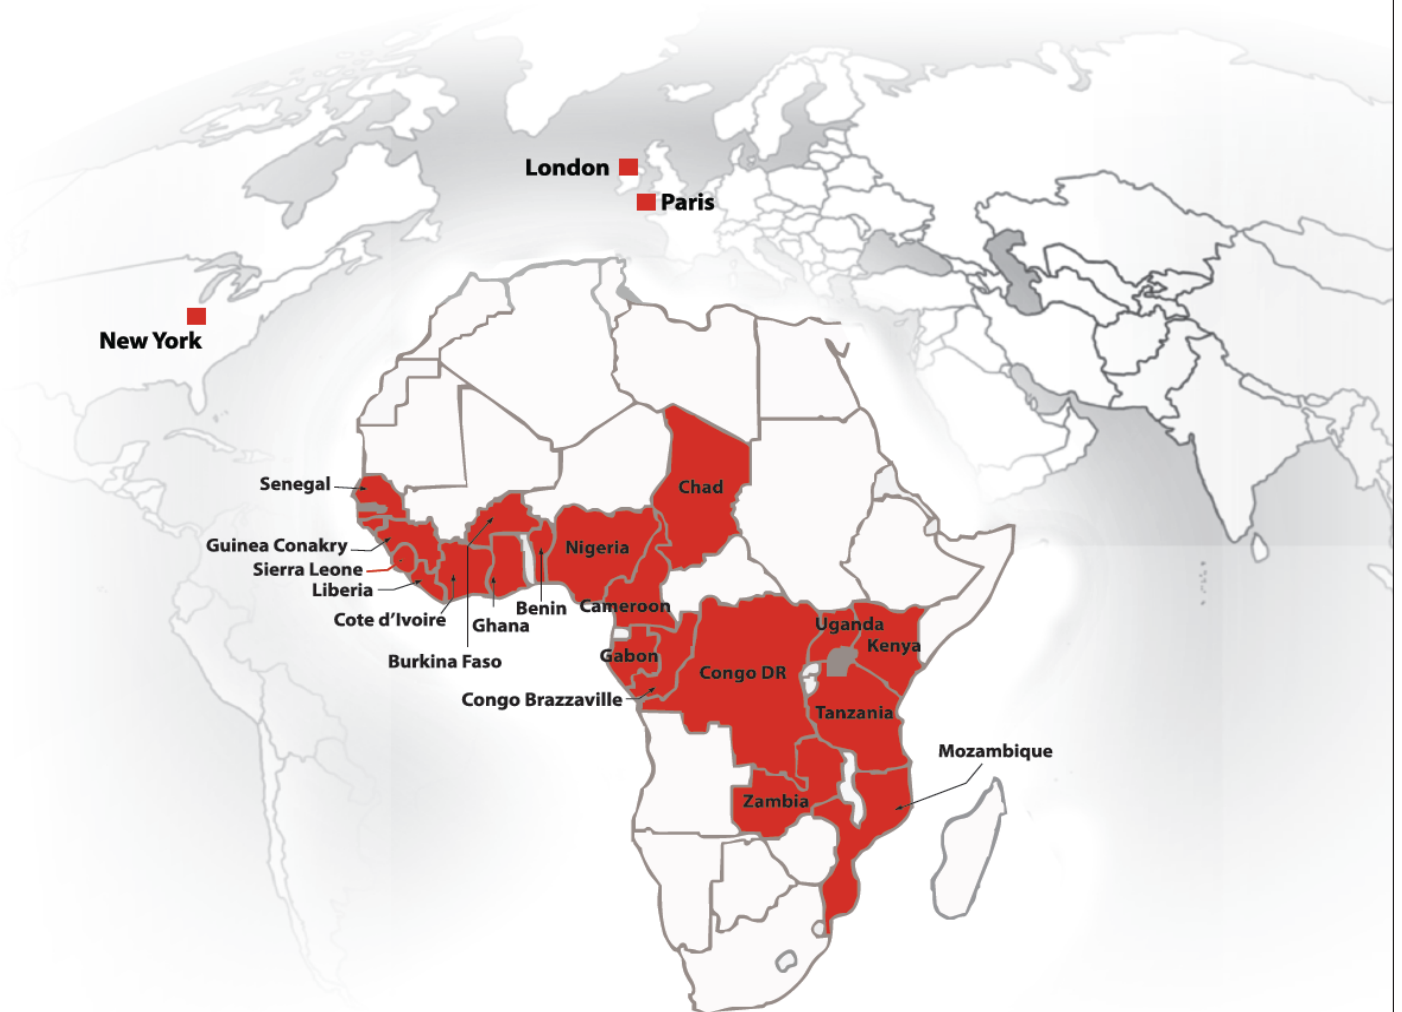 London
Paris
New York
Senegal
Chad
Guinea Conakry
Nigeria
Sierra Leone
Liberia
Benin
Cameroon
Cote d'Ivoire
Ghana
Uganda
Kenya
Burkina Faso
Gabon
Congo DR
Congo Brazzaville
Tanzania
Mozambique
Zambia